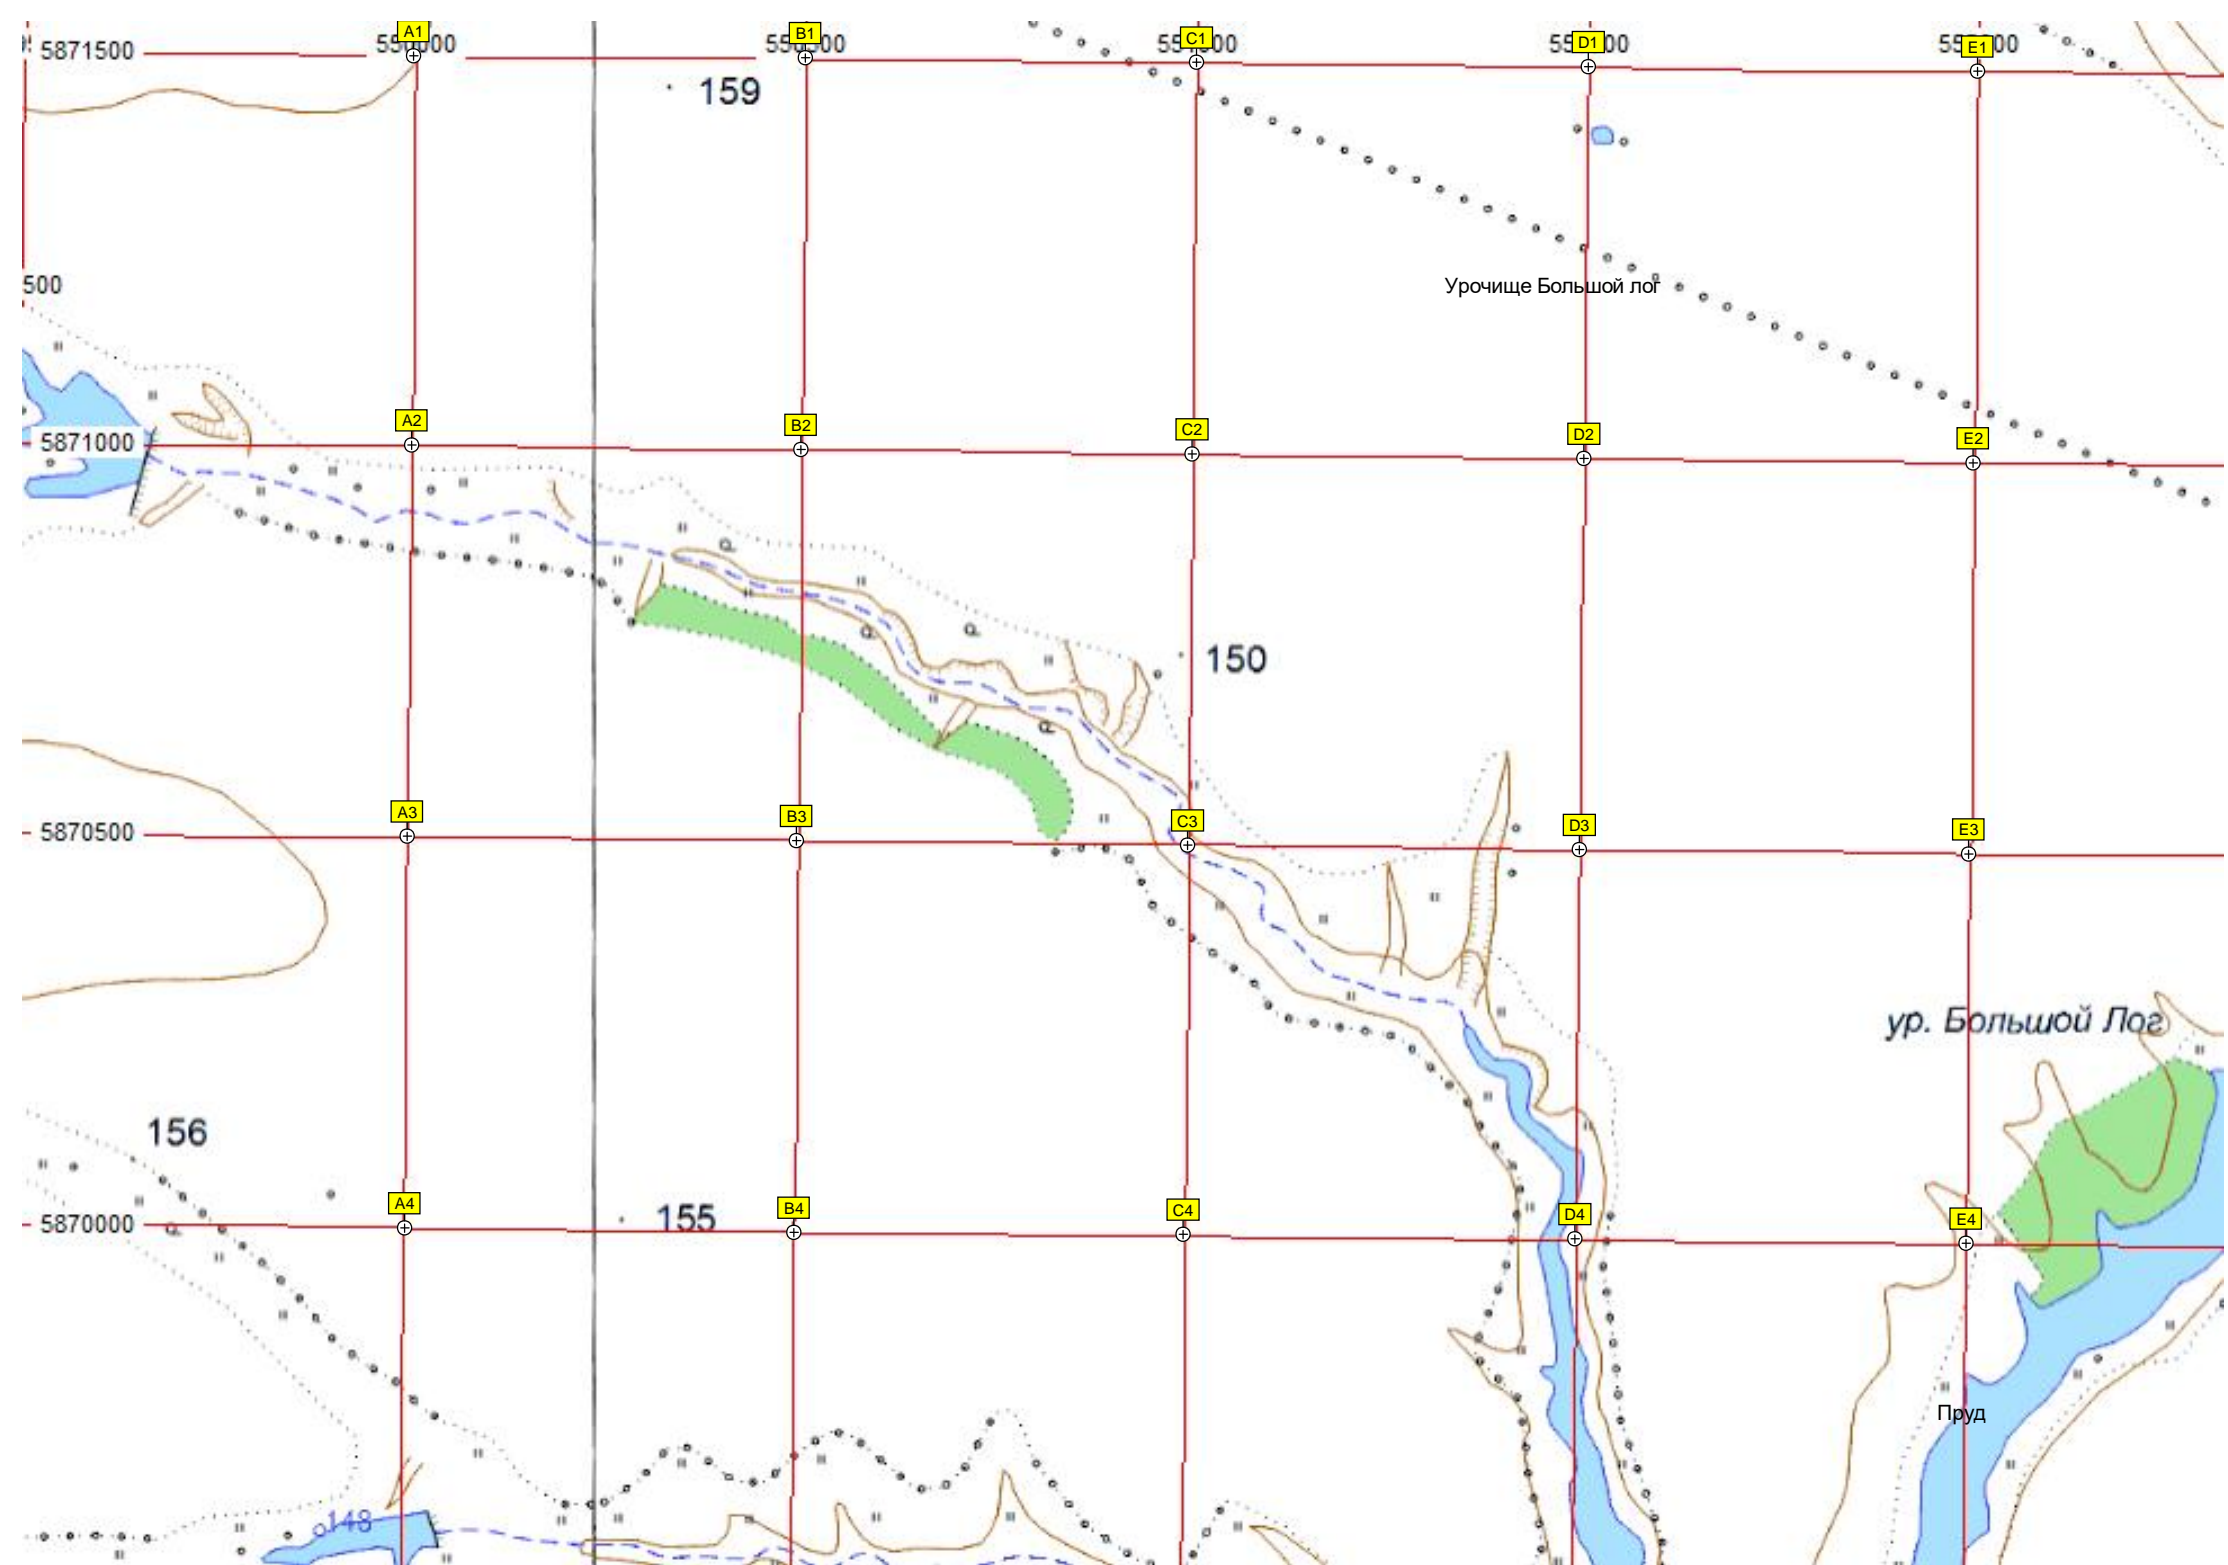 A1
B1
C1
D1
E1
5871500
159
Урочище Большой лог
500
A2
B2
C2
D2
E2
5871000
150
A3
B3
C3
D3
E3
5870500
ур. Большой Лог
156
A4
B4
C4
D4
E4
5870000
155
Пруд
148